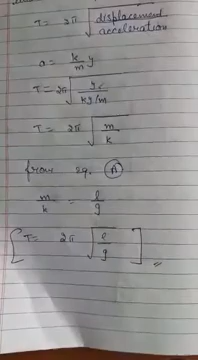 T = 2π √ displacement / acceleration
a = k/m y
T = 2π √ y / ky/m
T = 2π √ m/k
from eq. (A)
m/k = l/g
[ T = 2π √ l/g ]